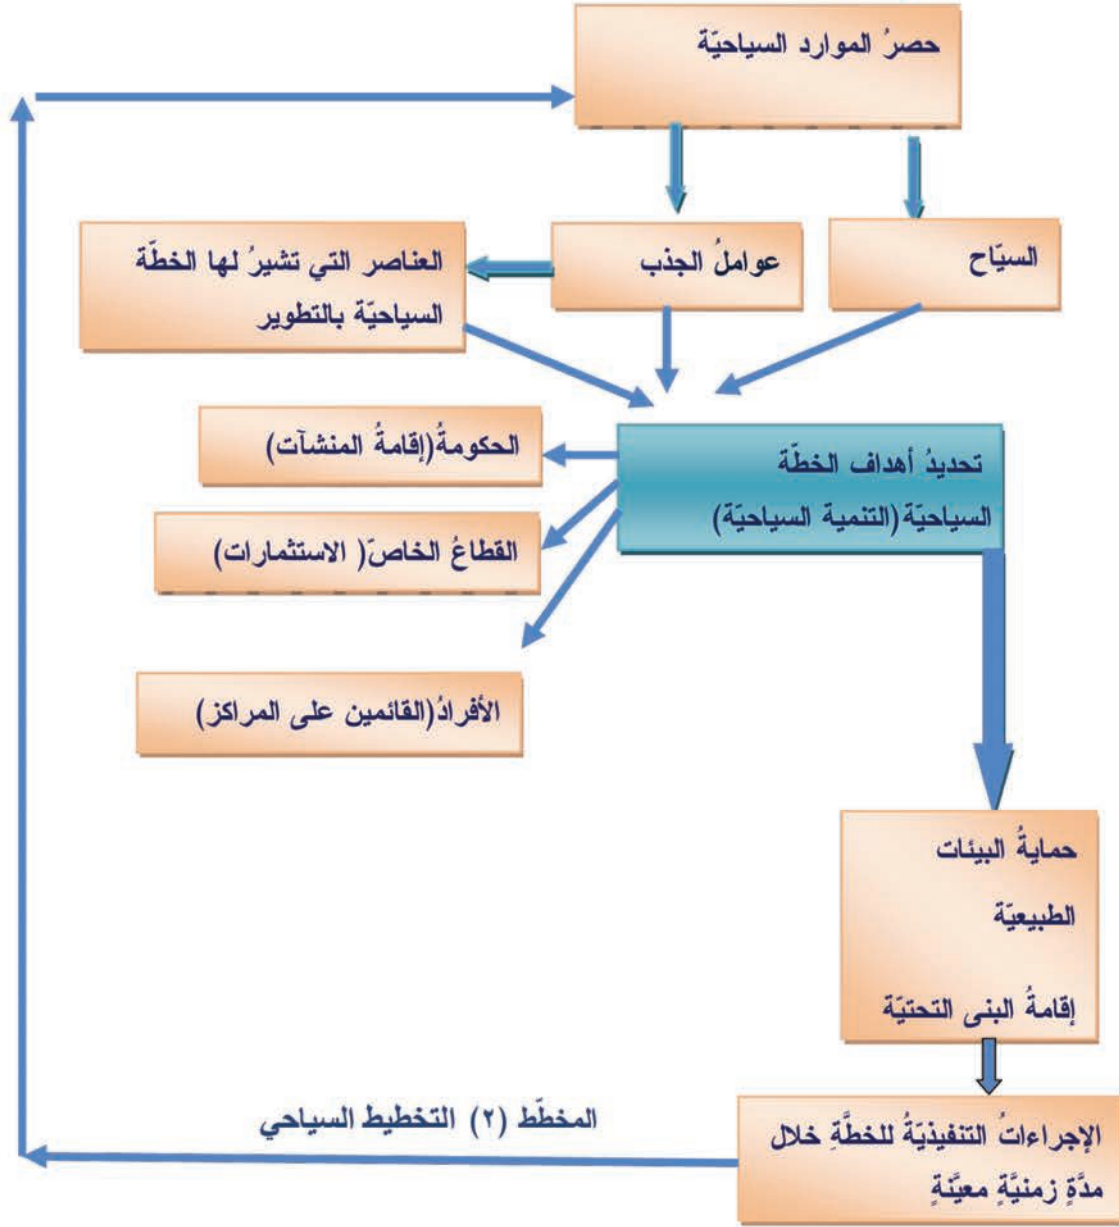 حصرُ الموارد السياحيّة
السيّاح
عواملُ الجذب
العناصر التي تشيرُ لها الخطّة
السياحيّة بالتطوير
تحديدُ أهداف الخطّة
السياحيّة(التنمية السياحيّة)
الحكومةُ(إقامةُ المنشآت)
القطاعُ الخاصّ( الاستثمارات)
الأفرادُ(القائمين على المراكز)
حمايةُ البيئات
الطبيعيّة
إقامةُ البنى التحتيّة
الإجراءاتُ التنفيذيّةُ للخطَّةِ خلال
مدَّةٍ زمنيَّةٍ معيَّنةٍ
المخطّط (٢) التخطيط السياحي